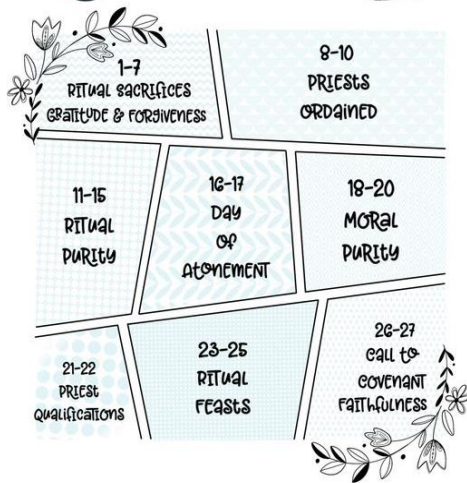 1-7
RITUAL SACRIFICES
GRATITUDE & FORGIVENESS
8-10
PRIESTS
ORDAINED
11-15
RITUAL
PURITY
16-17
DAY
OF
ATONEMENT
18-20
MORAL
PURITY
21-22
PRIEST
QUALIFICATIONS
23-25
RITUAL
FEASTS
26-27
CALL TO
COVENANT
FAITHFULNESS